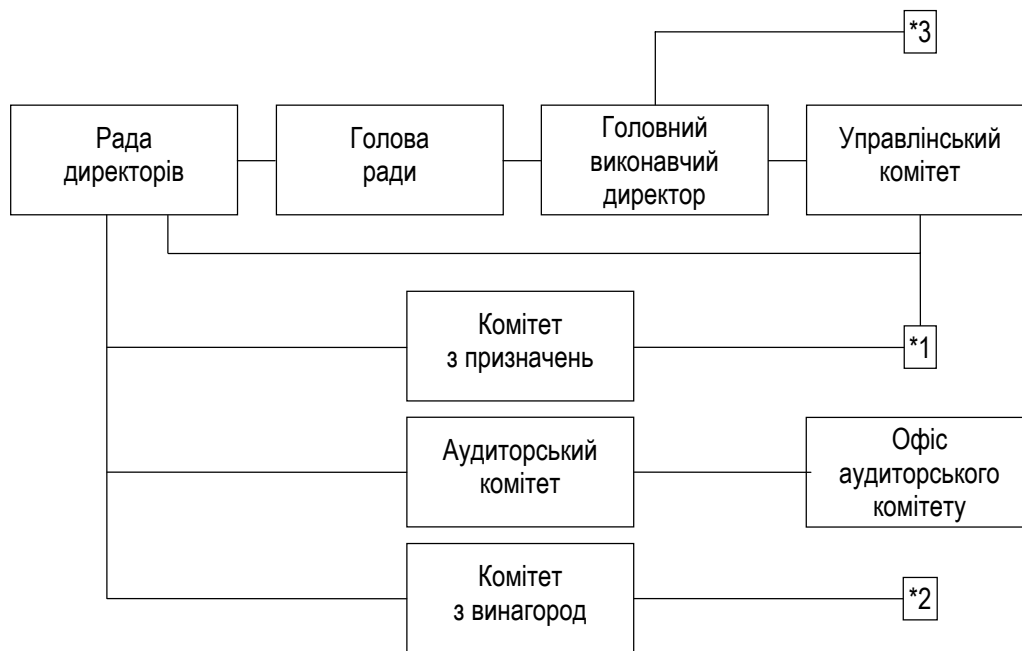 *3
Рада
директорів
Голова
ради
Головний
виконавчий
директор
Управлінський
комітет
Комітет
з призначень
*1
Аудиторський
комітет
Офіс
аудиторського
комітету
Комітет
з винагород
*2